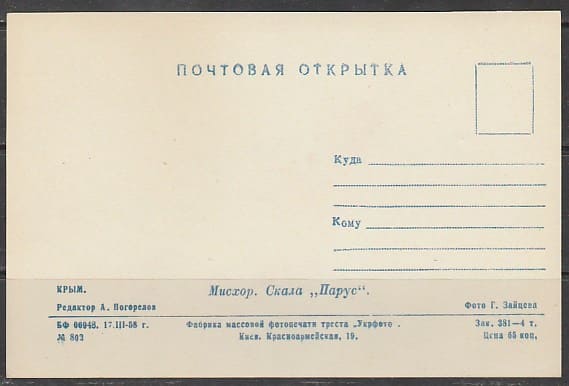 ПОЧТОВАЯ ОТКРЫТКА
Куда
Кому
КРЫМ.
Мисхор. Скала „Парус".
Редактор А. Погорелов
Фото Г. Зайцева
БФ 00948. 17.III-58 г.
Фабрика массовой фотопечати треста „Укрфото".
Зак. 381—4 т.
№ 802
Киев. Красноармейская, 19.
Цена 65 коп.